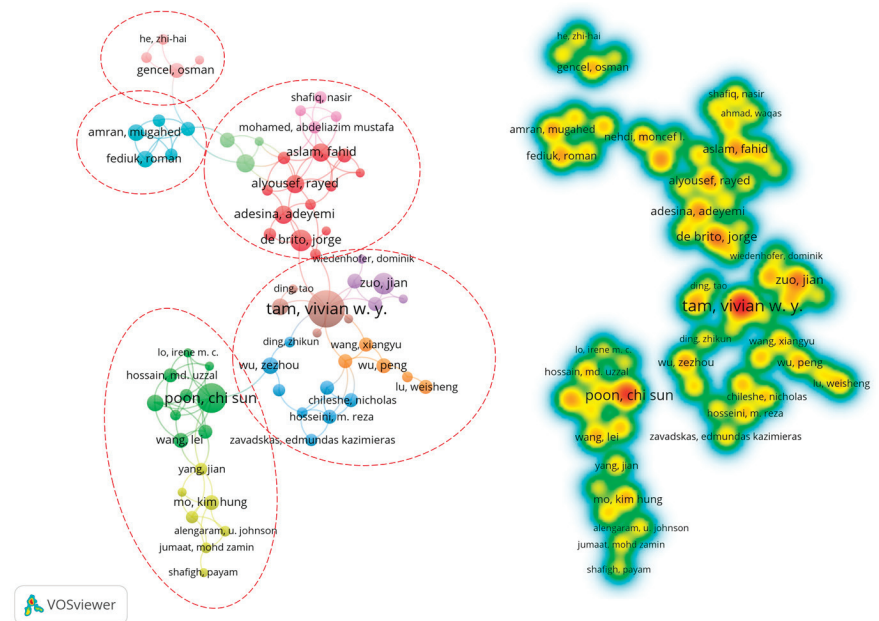 he, zhi-hai
gencel, osman
amran, mugahed
fediuk, roman
shafiq, nasir
mohamed, abdeliazim mustafa
aslam, fahid
alyousef, rayed
adesina, adeyemi
de brito, jorge
wiedenhofer, dominik
zuo, jian
ding, tao
tam, vivian w. y.
ding, zhikun
wang, xiangyu
wu, zezhou
wu, peng
lu, weisheng
chileshe, nicholas
hosseini, m. reza
zavadskas, edmundas kazimieras
lo, irene m. c.
hossain, md. uzzal
poon, chi sun
wang, lei
yang, jian
mo, kim hung
alengaram, u. johnson
jumaat, mohd zamin
shafigh, payam
VOSviewer
he, zhi-hai
gencel, osman
shafiq, nasir
ahmad, waqas
amran, mugahed
nehdi, moncef l.
fediuk, roman
aslam, fahid
alyousef, rayed
adesina, adeyemi
de brito, jorge
wiedenhofer, dominik
zuo, jian
ding, tao
tam, vivian w. y.
ding, zhikun
wang, xiangyu
lo, irene m. c.
wu, zezhou
wu, peng
hossain, md. uzzal
lu, weisheng
poon, chi sun
chileshe, nicholas
hosseini, m. reza
wang, lei
zavadskas, edmundas kazimieras
yang, jian
mo, kim hung
alengaram, u. johnson
jumaat, mohd zamin
shafigh, payam